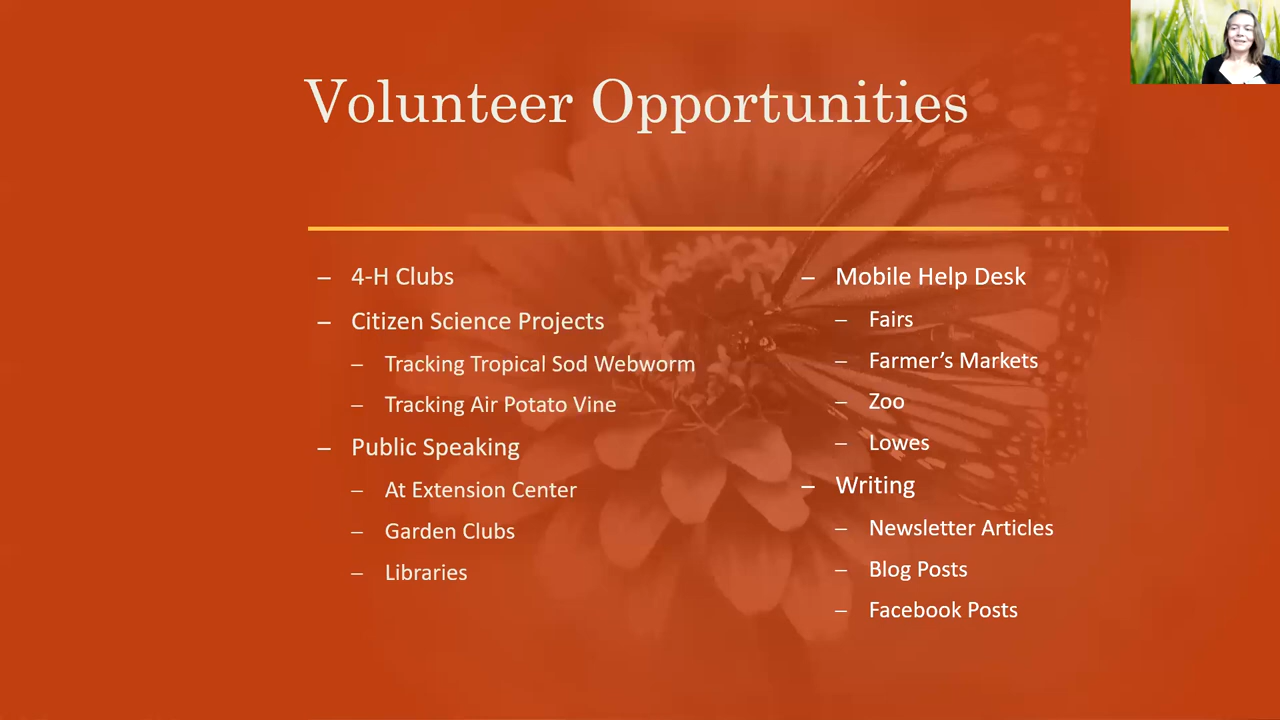 Volunteer Opportunities
– 4-H Clubs
– Citizen Science Projects
– Tracking Tropical Sod Webworm
– Tracking Air Potato Vine
– Public Speaking
– At Extension Center
– Garden Clubs
– Libraries
– Mobile Help Desk
– Fairs
– Farmer’s Markets
– Zoo
– Lowes
– Writing
– Newsletter Articles
– Blog Posts
– Facebook Posts